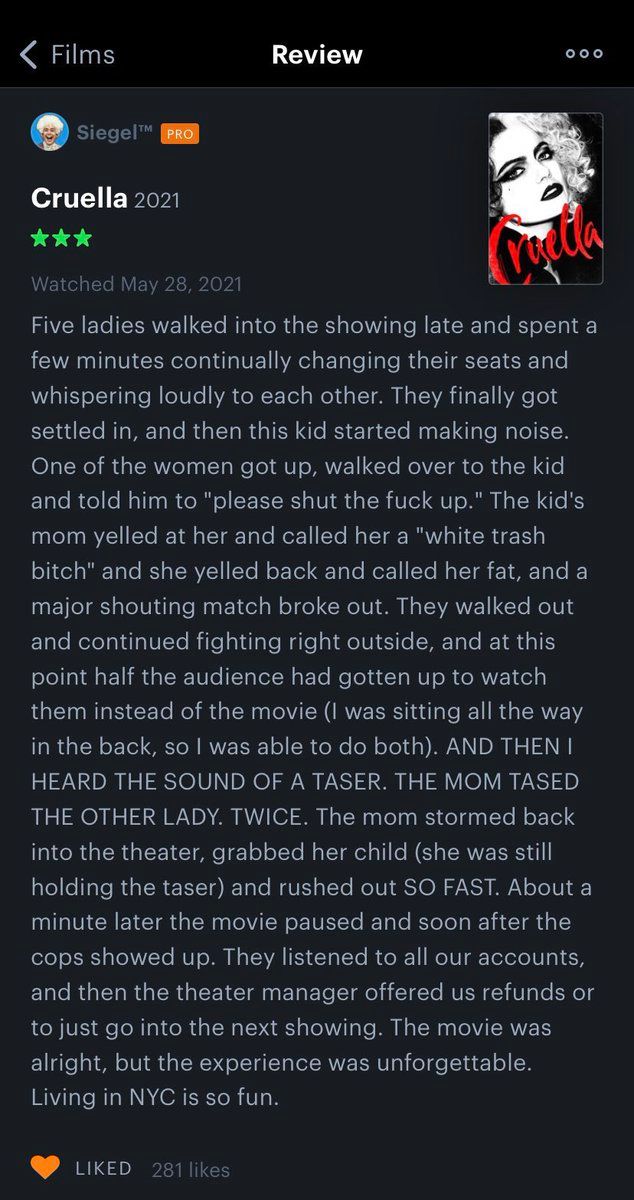 Films
Review
Siegel™ PRO
Cruella 2021
Cruella
Watched May 28, 2021
Five ladies walked into the showing late and spent a
few minutes continually changing their seats and
whispering loudly to each other. They finally got
settled in, and then this kid started making noise.
One of the women got up, walked over to the kid
and told him to "please shut the fuck up." The kid's
mom yelled at her and called her a "white trash
bitch" and she yelled back and called her fat, and a
major shouting match broke out. They walked out
and continued fighting right outside, and at this
point half the audience had gotten up to watch
them instead of the movie (I was sitting all the way
in the back, so I was able to do both). AND THEN I
HEARD THE SOUND OF A TASER. THE MOM TASED
THE OTHER LADY. TWICE. The mom stormed back
into the theater, grabbed her child (she was still
holding the taser) and rushed out SO FAST. About a
minute later the movie paused and soon after the
cops showed up. They listened to all our accounts,
and then the theater manager offered us refunds or
to just go into the next showing. The movie was
alright, but the experience was unforgettable.
Living in NYC is so fun.
LIKED 281 likes